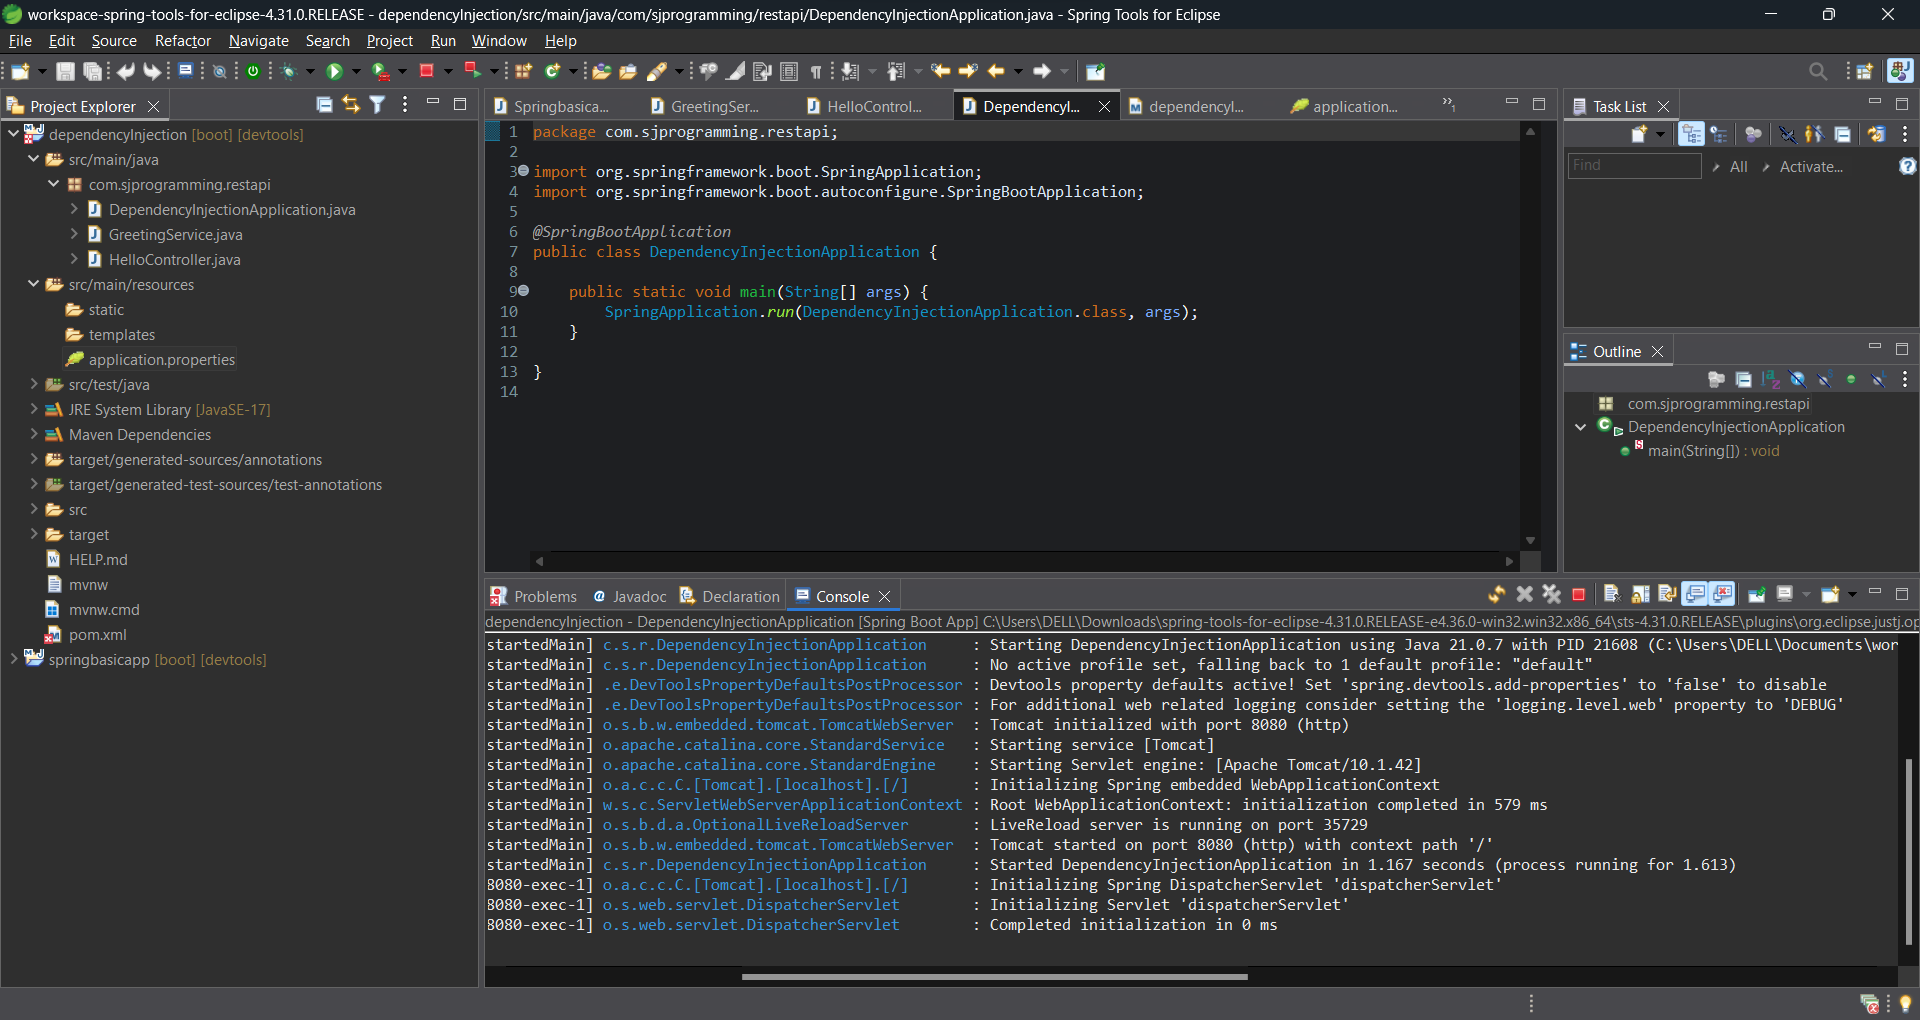 workspace-spring-tools-for-eclipse-4.31.0.RELEASE - dependencyInjection/src/main/java/com/sjprogramming/restapi/DependencyInjectionApplication.java - Spring Tools for Eclipse
File Edit Source Refactor Navigate Search Project Run Window Help
Project Explorer
dependencyInjection [boot] [devtools]
src/main/java
com.sjprogramming.restapi
DependencyInjectionApplication.java
GreetingService.java
HelloController.java
src/main/resources
static
templates
application.properties
src/test/java
JRE System Library [JavaSE-17]
Maven Dependencies
target/generated-sources/annotations
target/generated-test-sources/test-annotations
src
target
HELP.md
mvnw
mvnw.cmd
pom.xml
springbasicapp [boot] [devtools]
Springbasica... GreetingSer... HelloControl... DependencyI... dependencyI... application... »1
1 package com.sjprogramming.restapi;
2
3 import org.springframework.boot.SpringApplication;
4 import org.springframework.boot.autoconfigure.SpringBootApplication;
5
6 @SpringBootApplication
7 public class DependencyInjectionApplication {
8
9 public static void main(String[] args) {
10 SpringApplication.run(DependencyInjectionApplication.class, args);
11 }
12
13 }
14
Task List
Find All Activate...
Outline
com.sjprogramming.restapi
DependencyInjectionApplication
main(String[]) : void
Problems Javadoc Declaration Console
dependencyInjection - DependencyInjectionApplication [Spring Boot App] C:\Users\DELL\Downloads\spring-tools-for-eclipse-4.31.0.RELEASE-e4.36.0-win32.win32.x86_64\sts-4.31.0.RELEASE\plugins\org.eclipse.justj.op
startedMain] c.s.r.DependencyInjectionApplication : Starting DependencyInjectionApplication using Java 21.0.7 with PID 21608 (C:\Users\DELL\Documents\wor
startedMain] c.s.r.DependencyInjectionApplication : No active profile set, falling back to 1 default profile: "default"
startedMain] .e.DevToolsPropertyDefaultsPostProcessor : Devtools property defaults active! Set 'spring.devtools.add-properties' to 'false' to disable
startedMain] .e.DevToolsPropertyDefaultsPostProcessor : For additional web related logging consider setting the 'logging.level.web' property to 'DEBUG'
startedMain] o.s.b.w.embedded.tomcat.TomcatWebServer : Tomcat initialized with port 8080 (http)
startedMain] o.apache.catalina.core.StandardService : Starting service [Tomcat]
startedMain] o.apache.catalina.core.StandardEngine : Starting Servlet engine: [Apache Tomcat/10.1.42]
startedMain] o.a.c.c.C.[Tomcat].[localhost].[/] : Initializing Spring embedded WebApplicationContext
startedMain] w.s.c.ServletWebServerApplicationContext : Root WebApplicationContext: initialization completed in 579 ms
startedMain] o.s.b.d.a.OptionalLiveReloadServer : LiveReload server is running on port 35729
startedMain] o.s.b.w.embedded.tomcat.TomcatWebServer : Tomcat started on port 8080 (http) with context path '/'
startedMain] c.s.r.DependencyInjectionApplication : Started DependencyInjectionApplication in 1.167 seconds (process running for 1.613)
8080-exec-1] o.a.c.c.C.[Tomcat].[localhost].[/] : Initializing Spring DispatcherServlet 'dispatcherServlet'
8080-exec-1] o.s.web.servlet.DispatcherServlet : Initializing Servlet 'dispatcherServlet'
8080-exec-1] o.s.web.servlet.DispatcherServlet : Completed initialization in 0 ms